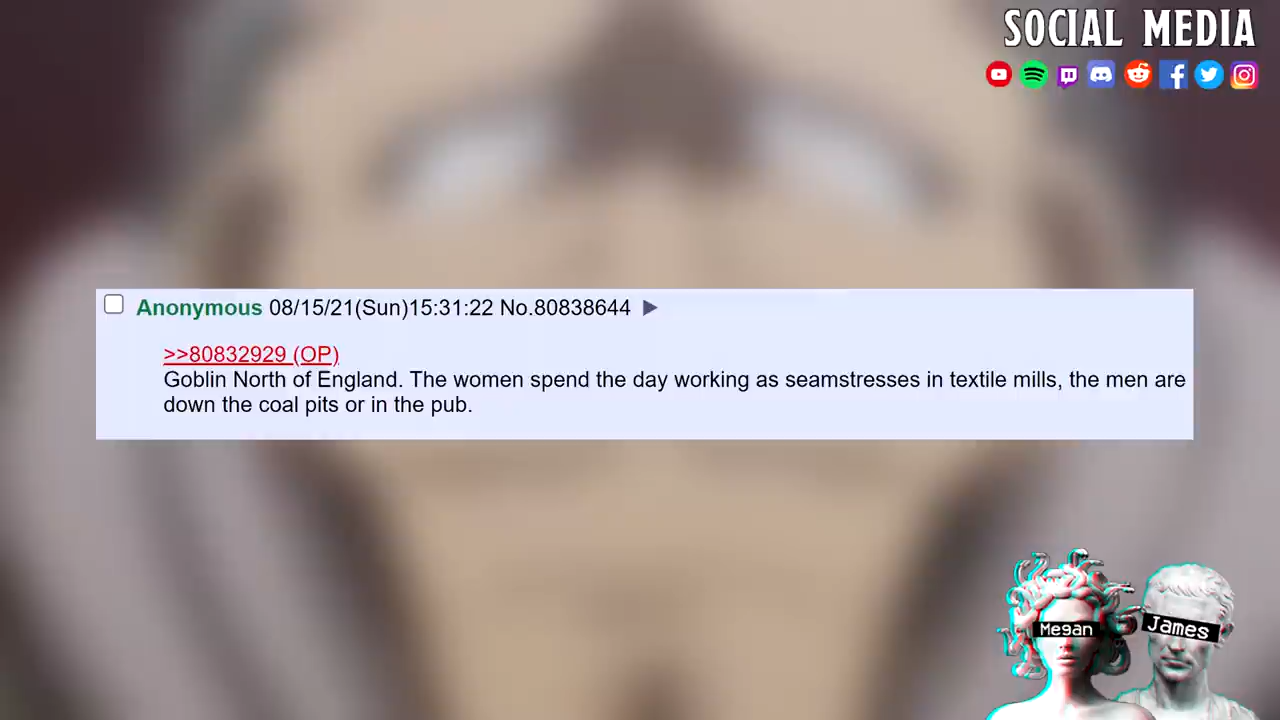 SOCIAL MEDIA
Anonymous 08/15/21(Sun)15:31:22 No.80838644 ▶
>>80832929 (OP)
Goblin North of England. The women spend the day working as seamstresses in textile mills, the men are
down the coal pits or in the pub.
Megan
James